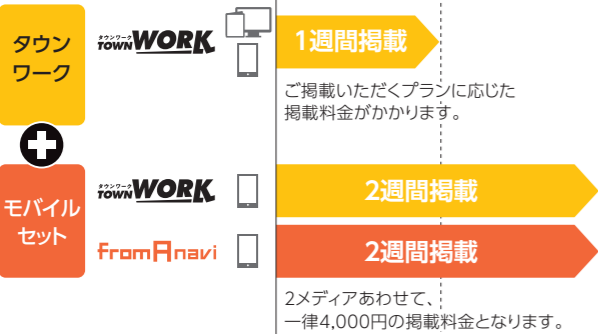 タウン
ワーク
タウンワーク
TOWNWORK
1週間掲載
ご掲載いただくプランに応じた
掲載料金がかかります。
モバイル
セット
タウンワーク
TOWNWORK
2週間掲載
fromAnavi
2週間掲載
2メディアあわせて、
一律4,000円の掲載料金となります。